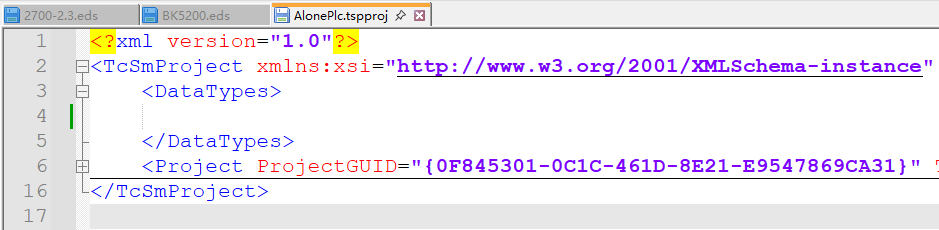 2700-2.3.eds BK5200.eds AlonePlc.tspproj
1 <?xml version="1.0"?>
2 <TcSmProject xmlns:xsi="http://www.w3.org/2001/XMLSchema-instance"
3 <DataTypes>
4
5 </DataTypes>
6 <Project ProjectGUID="{0F845301-0C1C-461D-8E21-E9547869CA31}"
16 </TcSmProject>
17